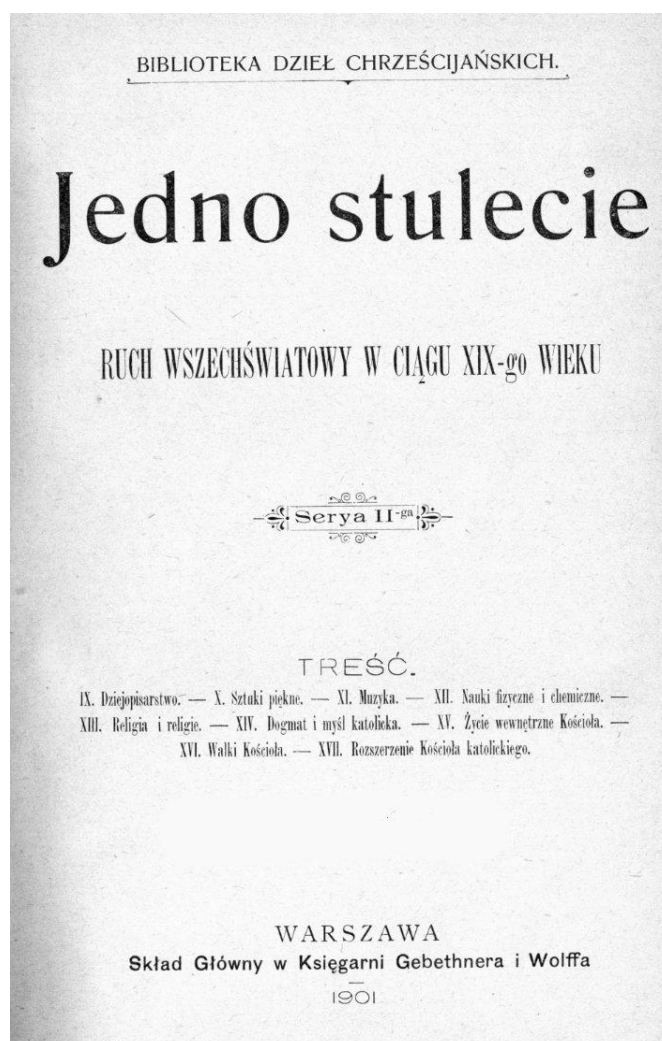 BIBLIOTEKA DZIEŁ CHRZEŚCIJAŃSKICH.
Jedno stulecie
RUCH WSZECHŚWIATOWY W CIĄGU XIX-go WIEKU
Serya II-ga
TREŚĆ.
IX. Dziejopisarstwo. — X. Sztuki piękne. — XI. Muzyka. — XII. Nauki fizyczne i chemiczne. —
XIII. Religia i religie. — XIV. Dogmat i myśl katolicka. — XV. Życie wewnętrzne Kościoła. —
XVI. Walki Kościoła. — XVII. Rozszerzenie Kościoła katolickiego.
WARSZAWA
Skład Główny w Księgarni Gebethnera i Wolffa
1901